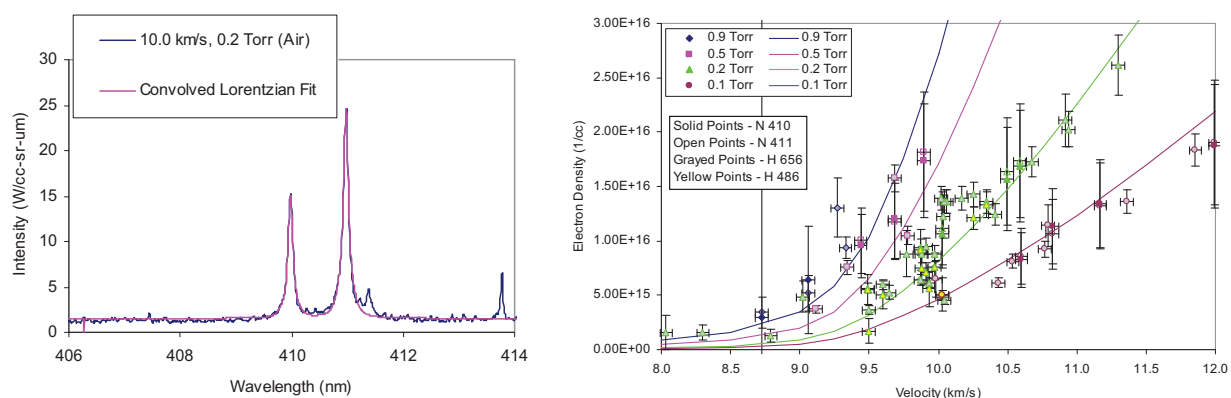 10.0 km/s, 0.2 Torr (Air)
Convolved Lorentzian Fit
Intensity (W/cc-sr-um)
30
25
20
15
10
5
0
406 408 410 412 414
Wavelength (nm)
Electron Density (1/cc)
3.00E+16
2.50E+16
2.00E+16
1.50E+16
1.00E+16
5.00E+15
0.00E+00
0.9 Torr 0.9 Torr
0.5 Torr 0.5 Torr
0.2 Torr 0.2 Torr
0.1 Torr 0.1 Torr
Solid Points - N 410
Open Points - N 411
Grayed Points - H 656
Yellow Points - H 486
8.0 8.5 9.0 9.5 10.0 10.5 11.0 11.5 12.0
Velocity (km/s)